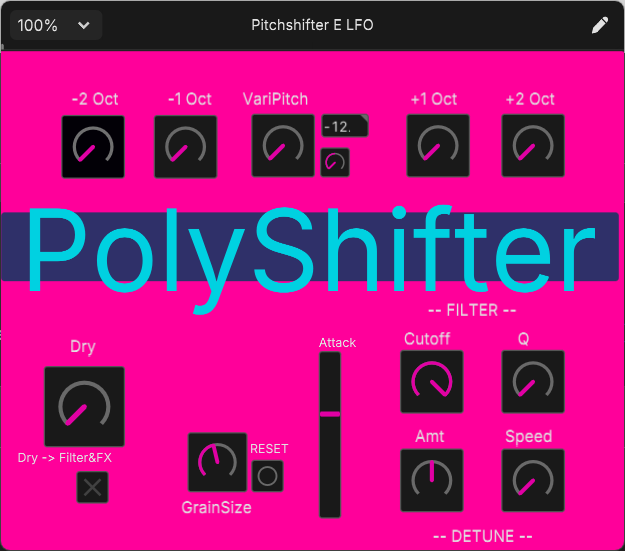 100%
Pitchshifter E LFO
-2 Oct
-1 Oct
VariPitch
+1 Oct
+2 Oct
-12.
PolyShifter
-- FILTER --
Attack
Cutoff
Q
Dry
Dry -> Filter&FX
Amt
Speed
RESET
GrainSize
-- DETUNE --